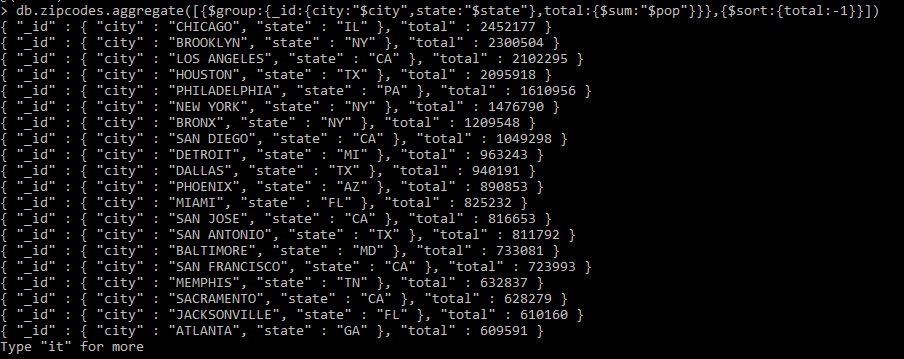 > db.zipcodes.aggregate([{$group:{_id:{city:"$city",state:"$state"},total:{$sum:"$pop"}}},{$sort:{total:-1}}])
{ "_id" : { "city" : "CHICAGO", "state" : "IL" }, "total" : 2452177 }
{ "_id" : { "city" : "BROOKLYN", "state" : "NY" }, "total" : 2300504 }
{ "_id" : { "city" : "LOS ANGELES", "state" : "CA" }, "total" : 2102295 }
{ "_id" : { "city" : "HOUSTON", "state" : "TX" }, "total" : 2095918 }
{ "_id" : { "city" : "PHILADELPHIA", "state" : "PA" }, "total" : 1610956 }
{ "_id" : { "city" : "NEW YORK", "state" : "NY" }, "total" : 1476790 }
{ "_id" : { "city" : "BRONX", "state" : "NY" }, "total" : 1209548 }
{ "_id" : { "city" : "SAN DIEGO", "state" : "CA" }, "total" : 1049298 }
{ "_id" : { "city" : "DETROIT", "state" : "MI" }, "total" : 963243 }
{ "_id" : { "city" : "DALLAS", "state" : "TX" }, "total" : 940191 }
{ "_id" : { "city" : "PHOENIX", "state" : "AZ" }, "total" : 890853 }
{ "_id" : { "city" : "MIAMI", "state" : "FL" }, "total" : 825232 }
{ "_id" : { "city" : "SAN JOSE", "state" : "CA" }, "total" : 816653 }
{ "_id" : { "city" : "SAN ANTONIO", "state" : "TX" }, "total" : 811792 }
{ "_id" : { "city" : "BALTIMORE", "state" : "MD" }, "total" : 733081 }
{ "_id" : { "city" : "SAN FRANCISCO", "state" : "CA" }, "total" : 723993 }
{ "_id" : { "city" : "MEMPHIS", "state" : "TN" }, "total" : 632837 }
{ "_id" : { "city" : "SACRAMENTO", "state" : "CA" }, "total" : 628279 }
{ "_id" : { "city" : "JACKSONVILLE", "state" : "FL" }, "total" : 610160 }
{ "_id" : { "city" : "ATLANTA", "state" : "GA" }, "total" : 609591 }
Type "it" for more